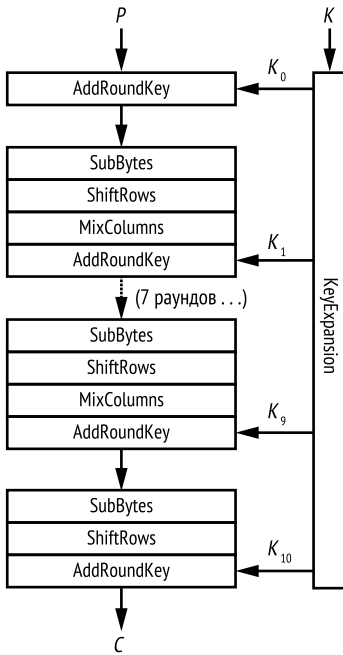 P
K
AddRoundKey
K0
SubBytes
ShiftRows
MixColumns
AddRoundKey
K1
(7 раундов ...)
KeyExpansion
SubBytes
ShiftRows
MixColumns
AddRoundKey
K9
SubBytes
ShiftRows
AddRoundKey
K10
C